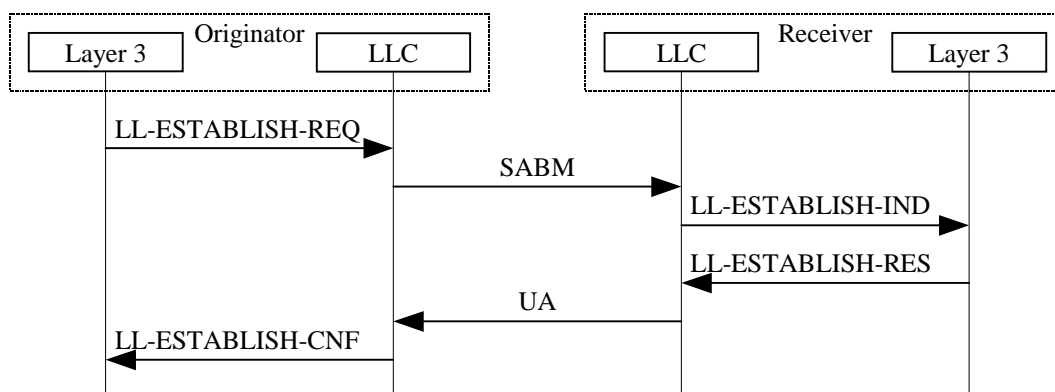 Originator
Receiver
Layer 3
LLC
LLC
Layer 3
LL-ESTABLISH-REQ
SABM
LL-ESTABLISH-IND
LL-ESTABLISH-RES
UA
LL-ESTABLISH-CNF